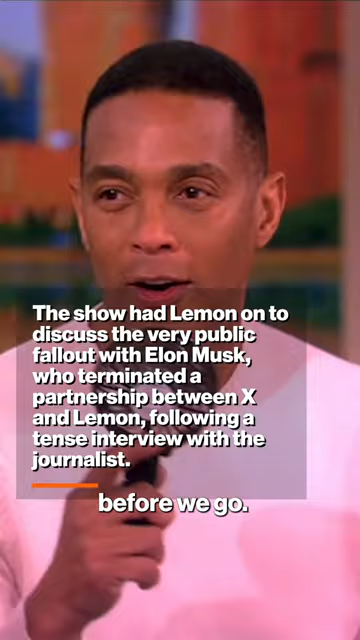 The show had Lemon on to
discuss the very public
fallout with Elon Musk,
who terminated a
partnership between X
and Lemon, following a
tense interview with the
journalist.
before we go.